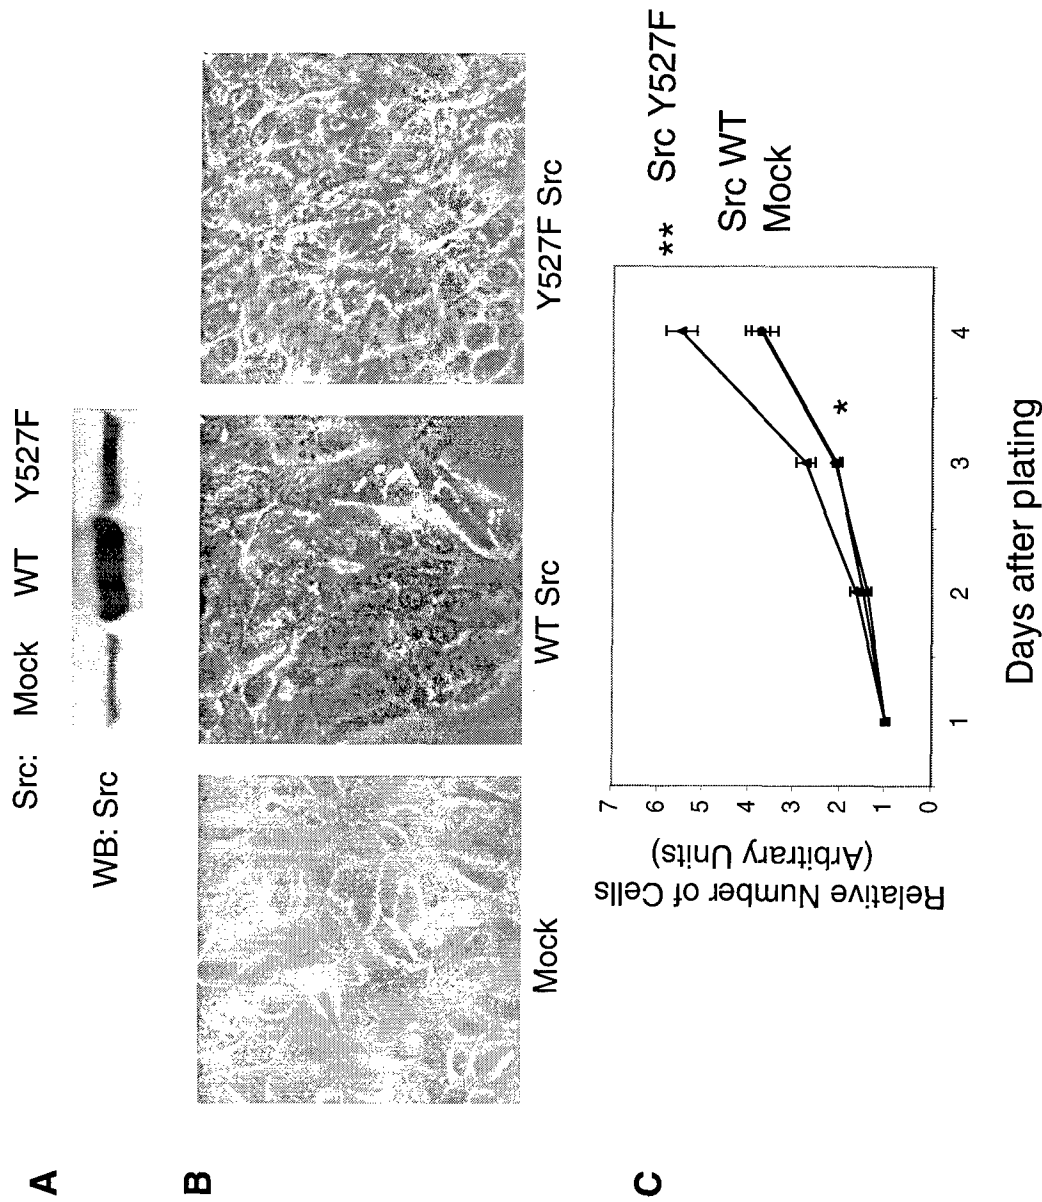 A
Src: Mock WT Y527F
WB: Src
B
Mock
WT Src
Y527F Src
C
Relative Number of Cells
(Arbitrary Units)
7
6
5
4
3
2
1
0
*
** Src Y527F
Src WT
Mock
1 2 3 4
Days after plating